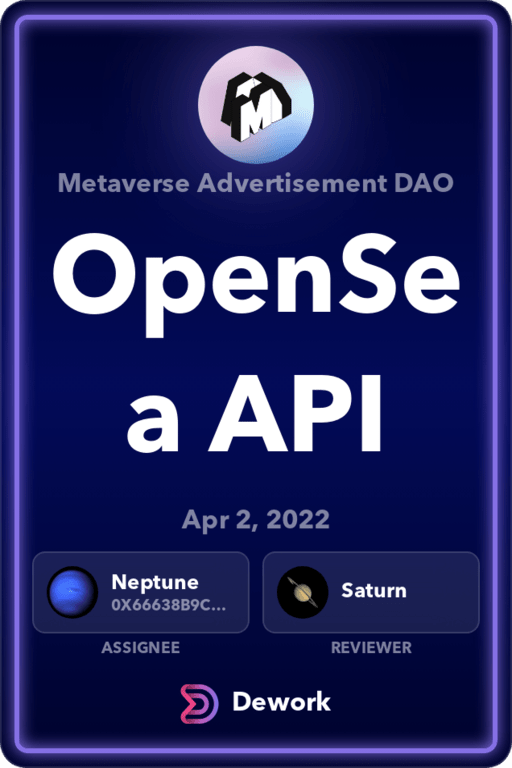 M
Metaverse Advertisement DAO
OpenSe
a API
Apr 2, 2022
Neptune
0X66638B9C...
Saturn
ASSIGNEE
REVIEWER
Dework